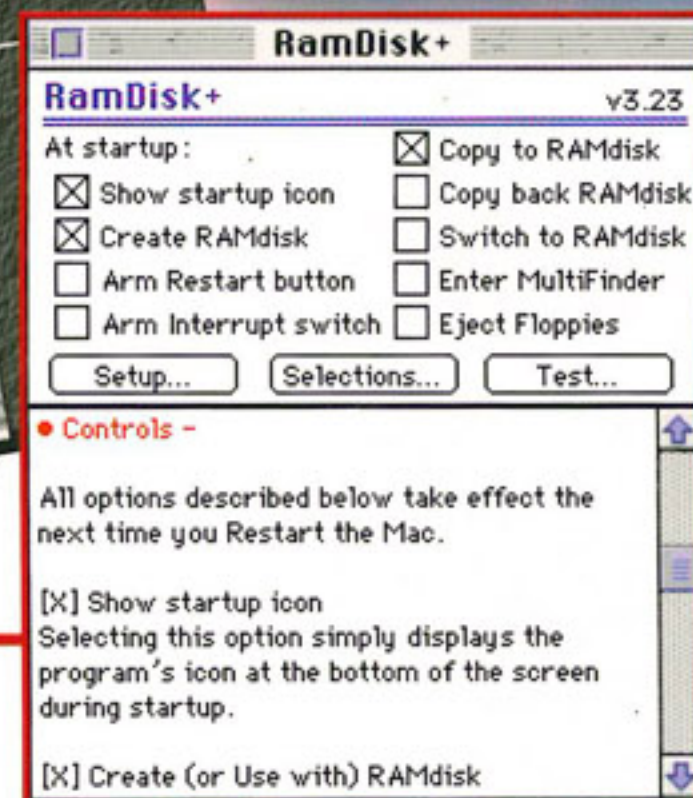 RamDisk+
RamDisk+ v3.23
At startup:
Show startup icon
Create RAMdisk
Arm Restart button
Arm Interrupt switch
Copy to RAMdisk
Copy back RAMdisk
Switch to RAMdisk
Enter MultiFinder
Eject Floppies
Setup... Selections... Test...
• Controls -
All options described below take effect the
next time you Restart the Mac.
[X] Show startup icon
Selecting this option simply displays the
program's icon at the bottom of the screen
during startup.
[X] Create (or Use with) RAMdisk